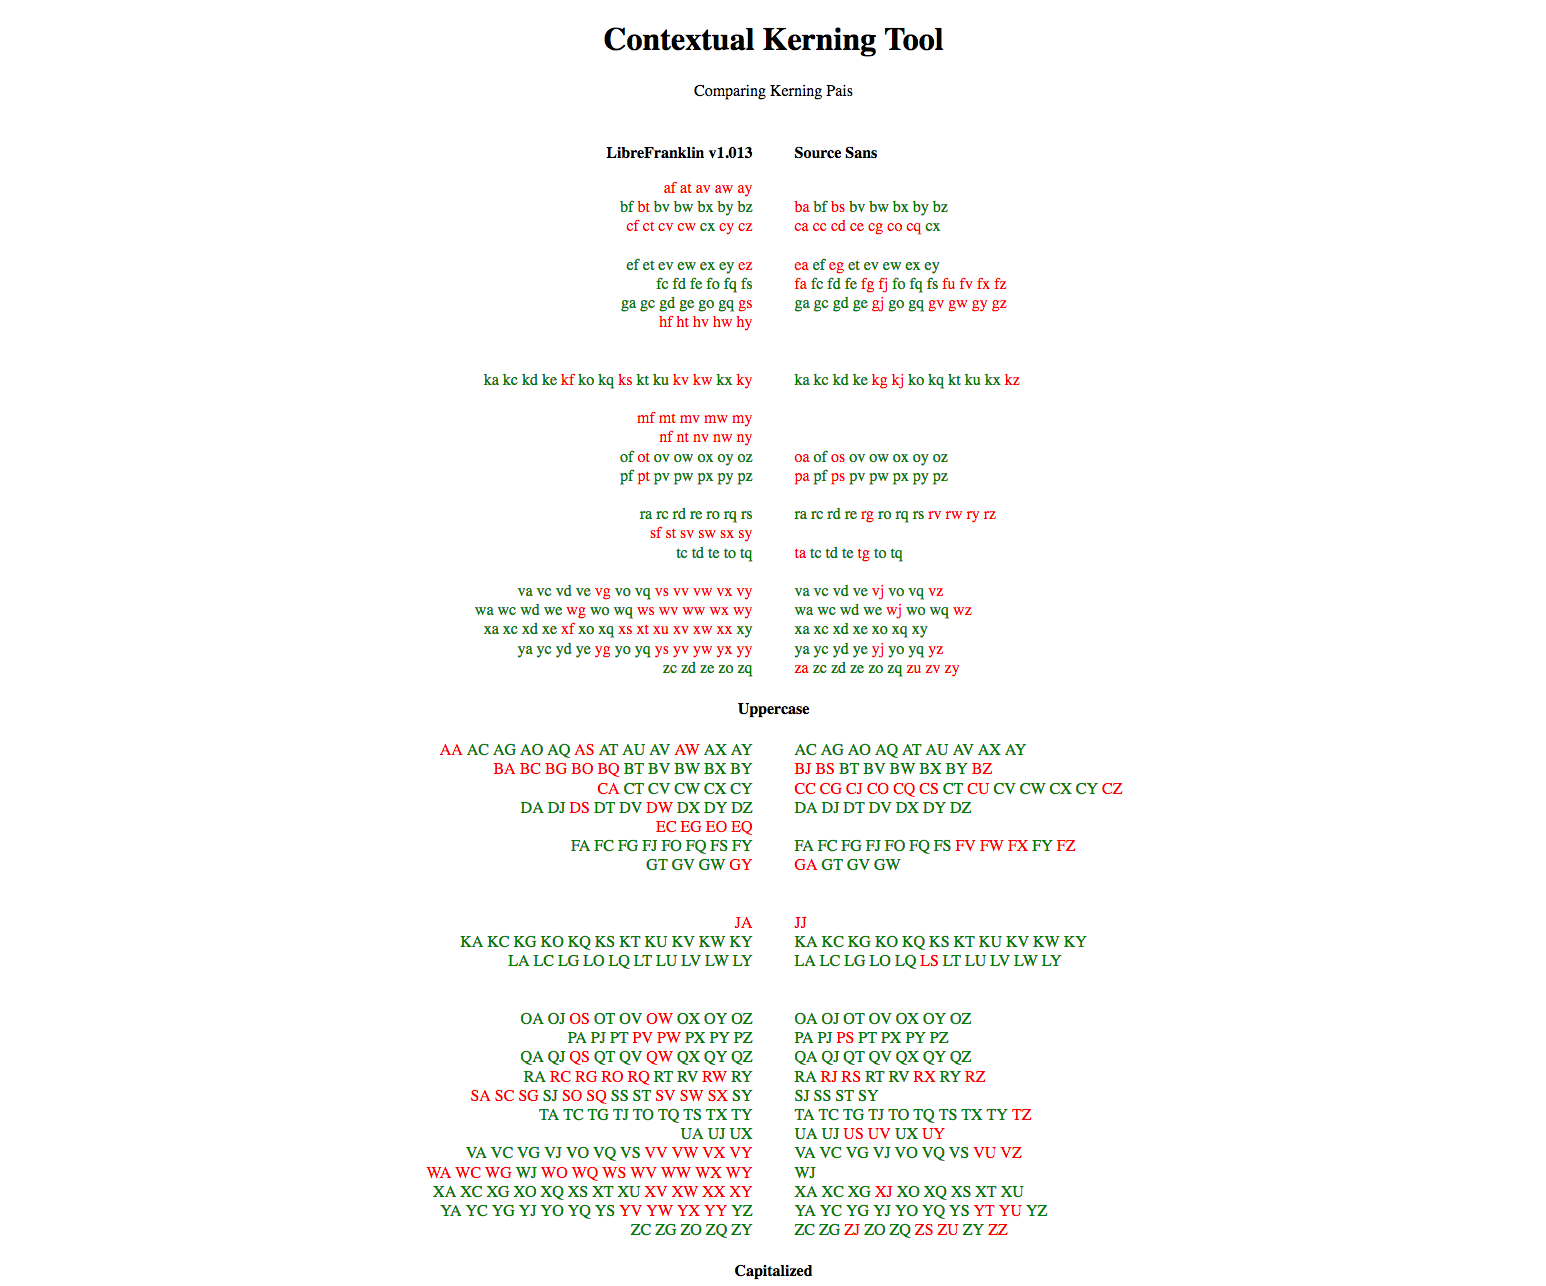 Contextual Kerning Tool
Comparing Kerning Pais
LibreFranklin v1.013 Source Sans
af at av aw ay
bf bt bv bw bx by bz ba bf bs bv bw bx by bz
cf ct cv cw cx cy cz ca cc cd ce cg co cq cx
ef et ev ew ex ey ez ea ef eg et ev ew ex ey
fc fd fe fo fq fs fa fc fd fe fg fj fo fq fs fu fv fx fz
ga gc gd ge go gq gs ga gc gd ge gj go gq gv gw gy gz
hf ht hv hw hy
ka kc kd ke kf ko kq ks kt ku kv kw kx ky ka kc kd ke kg kj ko kq kt ku kx kz
mf mt mv mw my
nf nt nv nw ny
of ot ov ow ox oy oz oa of os ov ow ox oy oz
pf pt pv pw px py pz pa pf ps pv pw px py pz
ra rc rd re ro rq rs ra rc rd re rg ro rq rs rv rw ry rz
sf st sv sw sx sy
tc td te to tq ta tc td te tg to tq
va vc vd ve vg vo vq vs vv vw vx vy va vc vd ve vj vo vq vz
wa wc wd we wg wo wq ws wv ww wx wy wa wc wd we wj wo wq wz
xa xc xd xe xf xo xq xs xt xu xv xw xx xy xa xc xd xe xo xq xy
ya yc yd ye yg yo yq ys yv yw yx yy ya yc yd ye yj yo yq yz
zc zd ze zo zq za zc zd ze zo zq zu zv zy
Uppercase
AA AC AG AO AQ AS AT AU AV AW AX AY AC AG AO AQ AT AU AV AX AY
BA BC BG BO BQ BT BV BW BX BY BJ BS BT BV BW BX BY BZ
CA CT CV CW CX CY CC CG CJ CO CQ CS CT CU CV CW CX CY CZ
DA DJ DS DT DV DW DX DY DZ DA DJ DT DV DX DY DZ
EC EG EO EQ
FA FC FG FJ FO FQ FS FY FA FC FG FJ FO FQ FS FV FW FX FY FZ
GT GV GW GY GA GT GV GW
JA JJ
KA KC KG KO KQ KS KT KU KV KW KY KA KC KG KO KQ KS KT KU KV KW KY
LA LC LG LO LQ LT LU LV LW LY LA LC LG LO LQ LS LT LU LV LW LY
OA OJ OS OT OV OW OX OY OZ OA OJ OT OV OX OY OZ
PA PJ PT PV PW PX PY PZ PA PJ PS PT PX PY PZ
QA QJ QS QT QV QW QX QY QZ QA QJ QT QV QX QY QZ
RA RC RG RO RQ RT RV RW RY RA RJ RS RT RV RX RY RZ
SA SC SG SJ SO SQ SS ST SV SW SX SY SJ SS ST SY
TA TC TG TJ TO TQ TS TX TY TA TC TG TJ TO TQ TS TX TY TZ
UA UJ UX UA UJ US UV UX UY
VA VC VG VJ VO VQ VS VV VW VX VY VA VC VG VJ VO VQ VS VU VZ
WA WC WG WJ WO WQ WS WV WW WX WY WJ
XA XC XG XO XQ XS XT XU XV XW XX XY XA XC XG XJ XO XQ XS XT XU
YA YC YG YJ YO YQ YS YV YW YX YY YZ YA YC YG YJ YO YQ YS YT YU YZ
ZC ZG ZO ZQ ZY ZC ZG ZJ ZO ZQ ZS ZU ZY ZZ
Capitalized